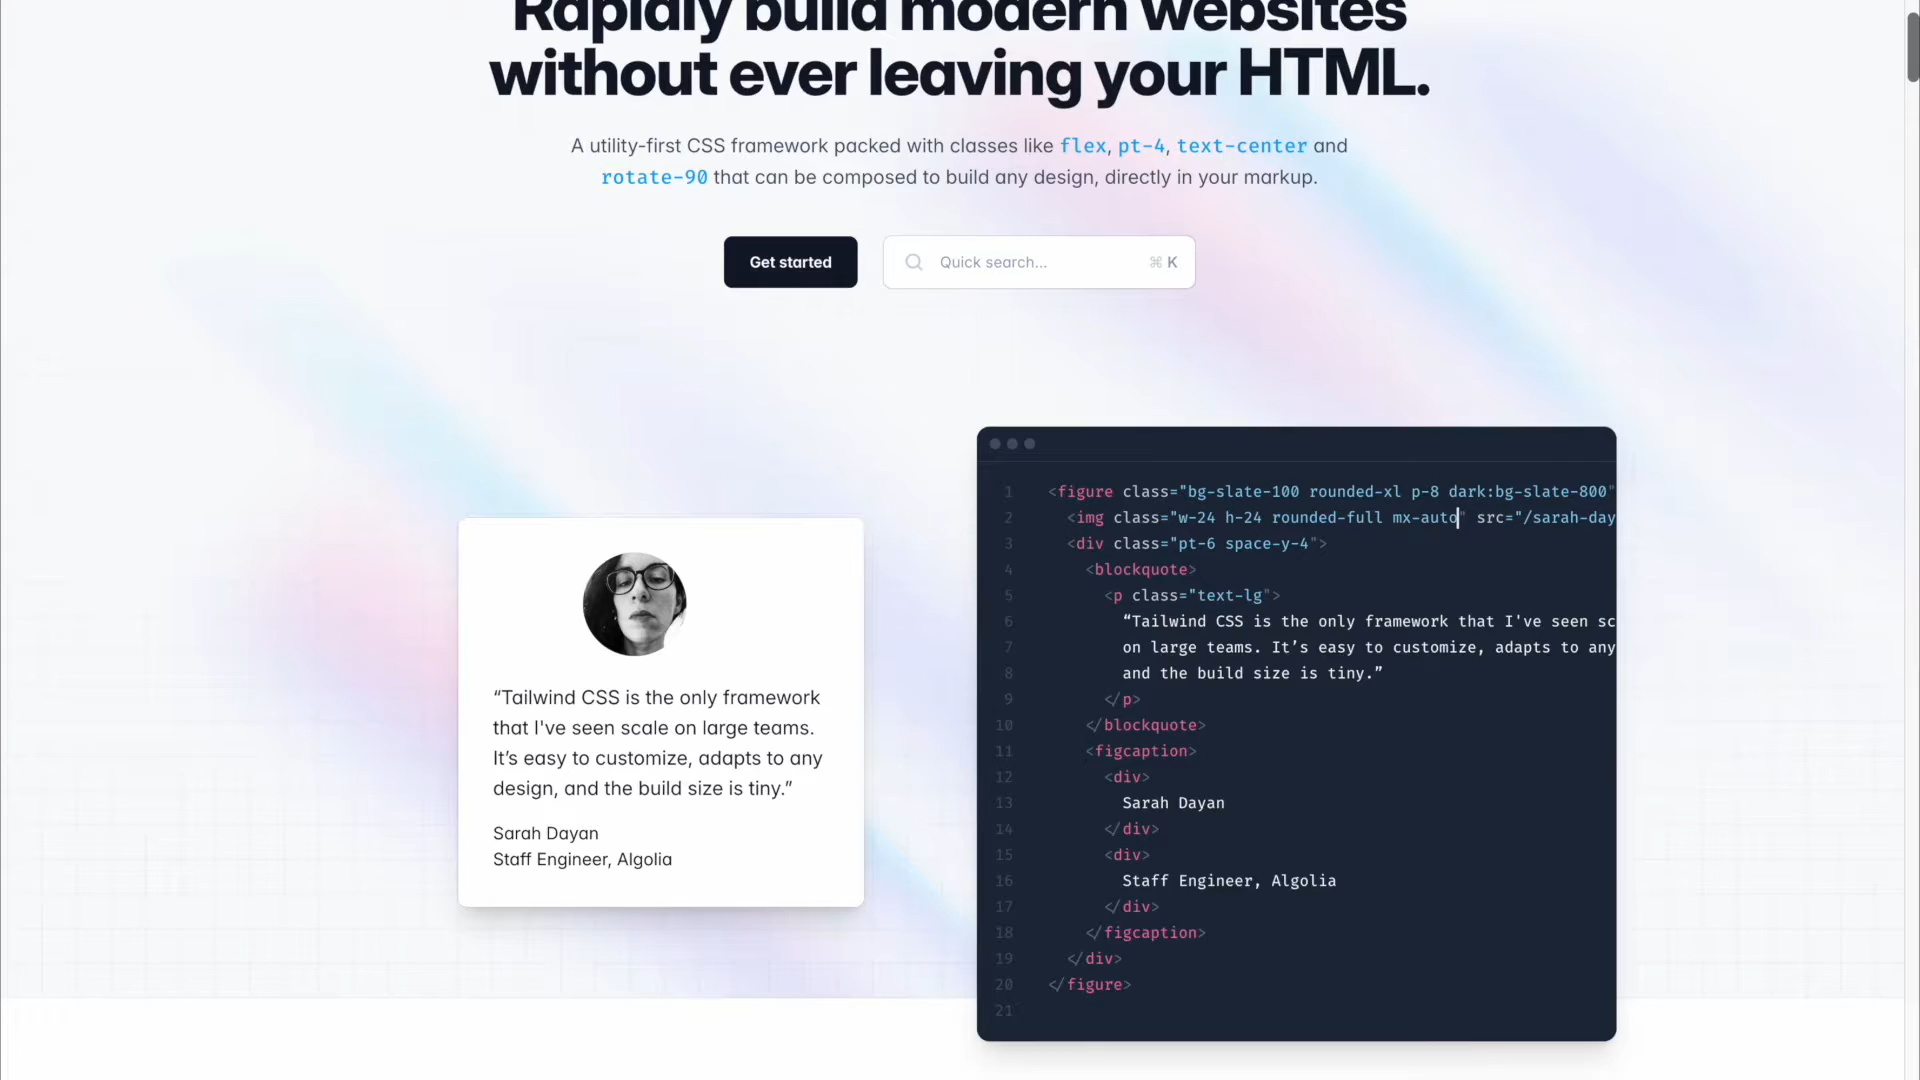 Rapidly build modern websites
without ever leaving your HTML.
A utility-first CSS framework packed with classes like flex, pt-4, text-center and
rotate-90 that can be composed to build any design, directly in your markup.
Get started
Quick search...
⌘ K
“Tailwind CSS is the only framework
that I've seen scale on large teams.
It’s easy to customize, adapts to any
design, and the build size is tiny.”
Sarah Dayan
Staff Engineer, Algolia
1 <figure class="bg-slate-100 rounded-xl p-8 dark:bg-slate-800"
2 <img class="w-24 h-24 rounded-full mx-auto" src="/sarah-day
3 <div class="pt-6 space-y-4">
4 <blockquote>
5 <p class="text-lg">
6 “Tailwind CSS is the only framework that I've seen sc
7 on large teams. It’s easy to customize, adapts to any
8 and the build size is tiny.”
9 </p>
10 </blockquote>
11 <figcaption>
12 <div>
13 Sarah Dayan
14 </div>
15 <div>
16 Staff Engineer, Algolia
17 </div>
18 </figcaption>
19 </div>
20 </figure>
21